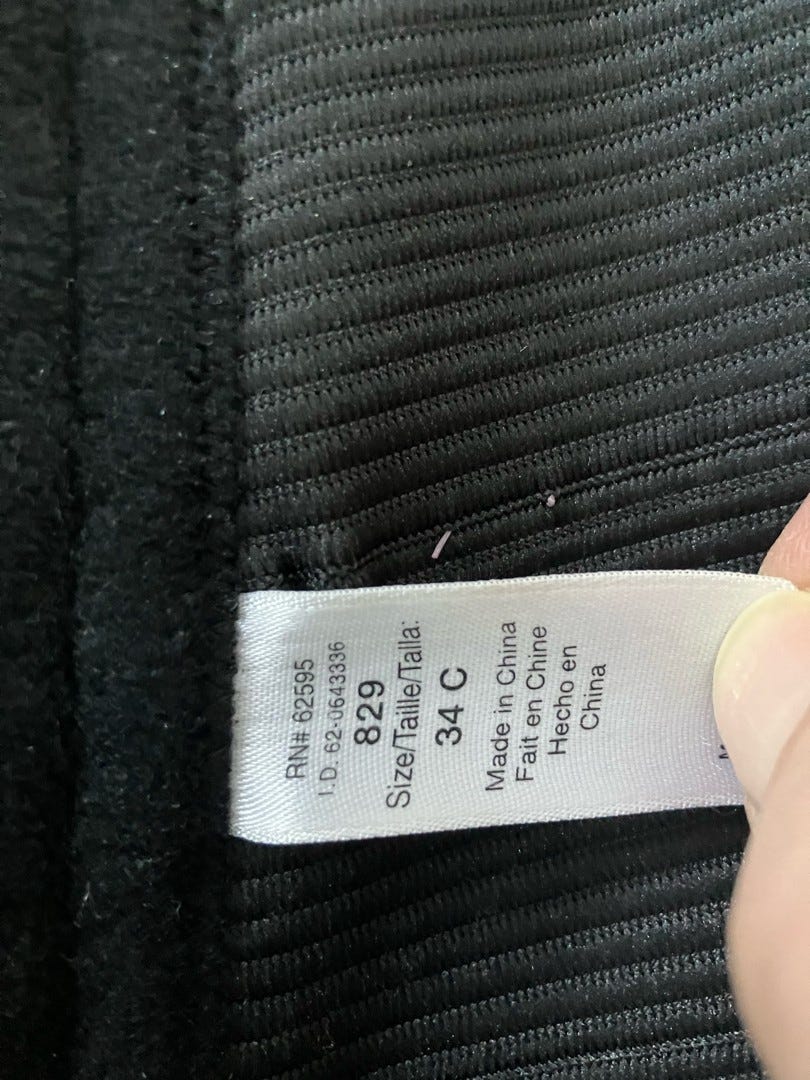 RN# 62595
I.D. 62-0643336
829
Size/Taille/Talla:
34 C
Made in China
Fait en Chine
Hecho en
China